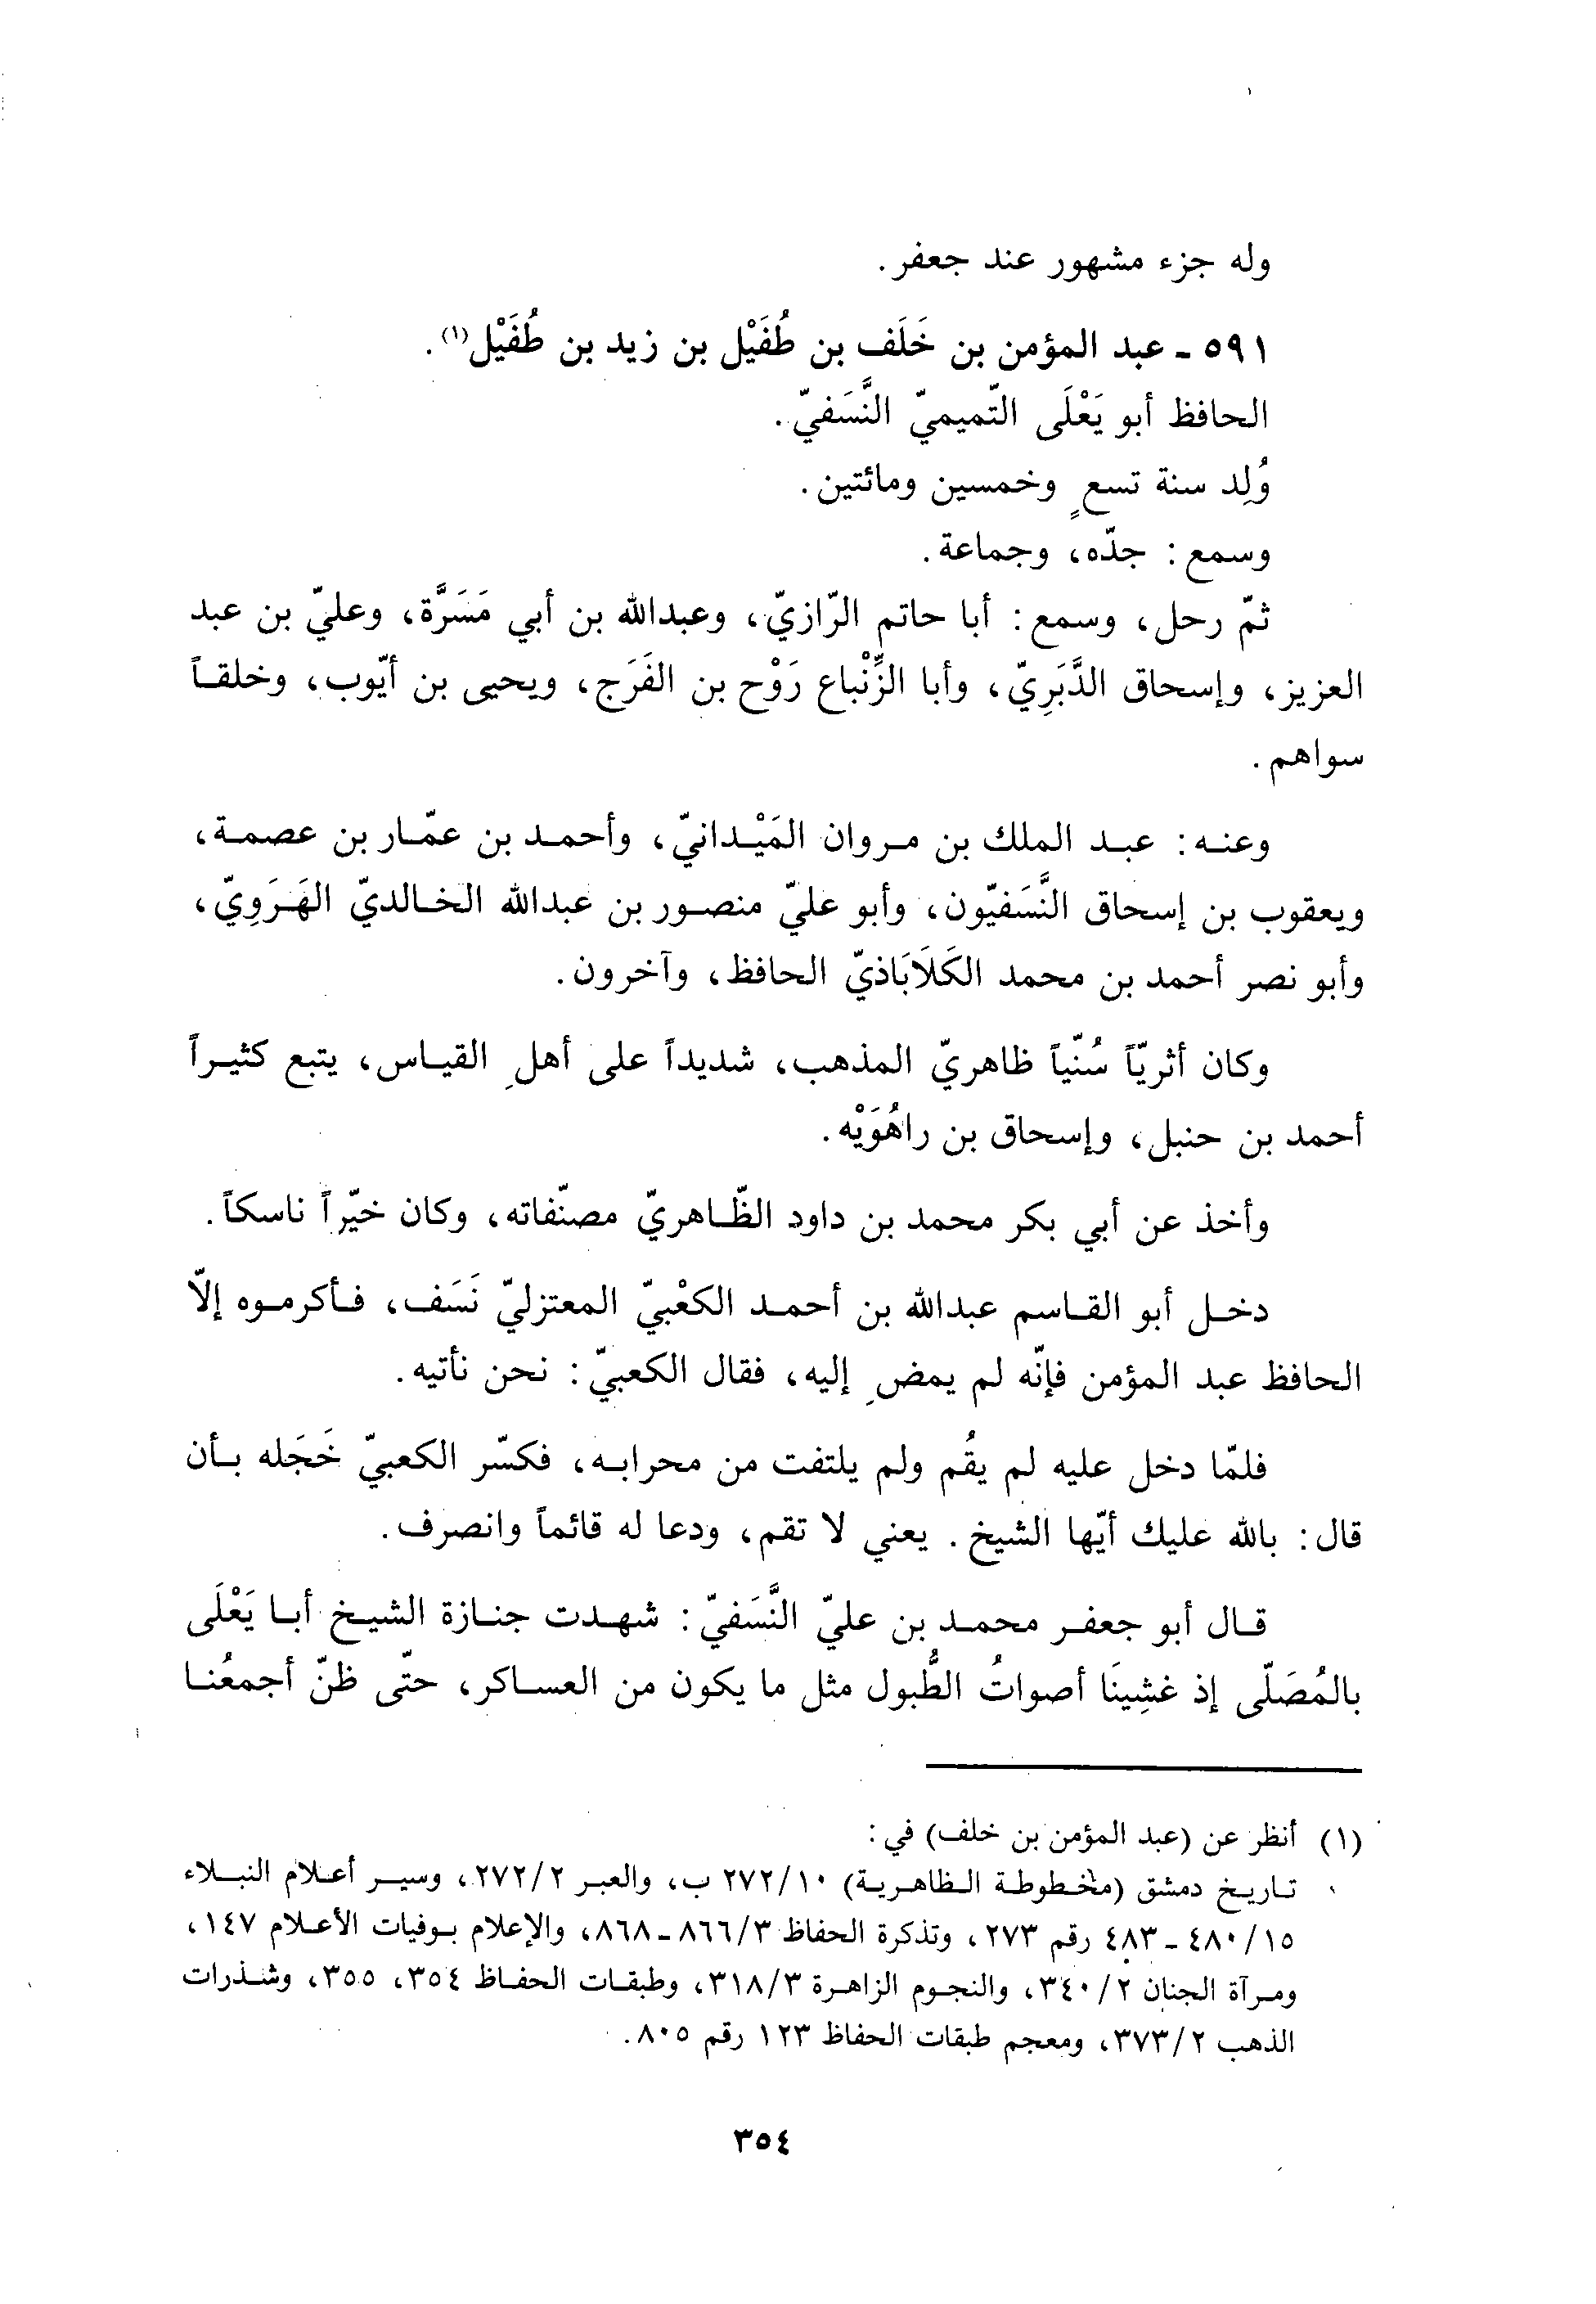 وله جزء مشهور عند جعفر.
٥٩١ - عبد المؤمن بن خَلَف بن طُفَيْل بن زيد بن طُفَيْل(١).
الحافظ أبو يَعْلَى التّميميّ النَّسَفيّ.
وُلِد سنة تسعٍ وخمسين ومائتين.
وسمع: جدّه، وجماعة.
ثمّ رحل، وسمع: أبا حاتم الرّازيّ، وعبدالله بن أبي مَسَرَّة، وعليّ بن عبد
العزيز، وإسحاق الدَّبَرِيّ، وأبا الزِّنْباع رَوْح بن الفَرَج، ويحيى بن أيّوب، وخلقاً
سواهم.
وعنه: عبد الملك بن مروان المَيْدانيّ، وأحمد بن عمّار بن عصمة،
ويعقوب بن إسحاق النَّسَفيّون، وأبو عليّ منصور بن عبدالله الخالديّ الهَرَوِيّ،
وأبو نصر أحمد بن محمد الكَلَابَاذيّ الحافظ، وآخرون.
وكان أثريّاً سُنّياً ظاهريّ المذهب، شديداً على أهلِ القياس، يتبع كثيراً
أحمد بن حنبل، وإسحاق بن راهُوَيْه.
وأخذ عن أبي بكر محمد بن داود الظّاهريّ مصنّفاته، وكان خيّراً ناسكاً.
دخل أبو القاسم عبدالله بن أحمد الكعْبيّ المعتزليّ نَسَف، فأكرموه إلاّ
الحافظ عبد المؤمن فإنّه لم يمضِ إليه، فقال الكعبيّ: نحن نأتيه.
فلمّا دخل عليه لم يقُم ولم يلتفت من محرابه، فكسّر الكعبيّ خَجَله بأن
قال: بالله عليك أيّها الشيخ. يعني لا تقم، ودعا له قائماً وانصرف.
قال أبو جعفر محمد بن عليّ النَّسَفيّ: شهدت جنازة الشيخ أبا يَعْلَى
بالمُصَلّى إذ غشِينَا أصواتُ الطُّبول مثل ما يكون من العساكر، حتّى ظنّ أجمعُنا
(١) أنظر عن (عبد المؤمن بن خلف) في:
تاريخ دمشق (مخطوطة الظاهرية) ٢٧٢/١٠ ب، والعبر ٢٧٢/٢، وسير أعلام النبلاء
٤٨٠/١٥ - ٤٨٣ رقم ٢٧٣، وتذكرة الحفاظ ٨٦٦/٣ - ٨٦٨، والإعلام بوفيات الأعلام ١٤٧،
ومرآة الجنان ٣٤٠/٢، والنجوم الزاهرة ٣١٨/٣، وطبقات الحفاظ ٣٥٤، ٣٥٥، وشذرات
الذهب ٣٧٣/٢، ومعجم طبقات الحفاظ ١٢٣ رقم ٨٠٥.
٣٥٤